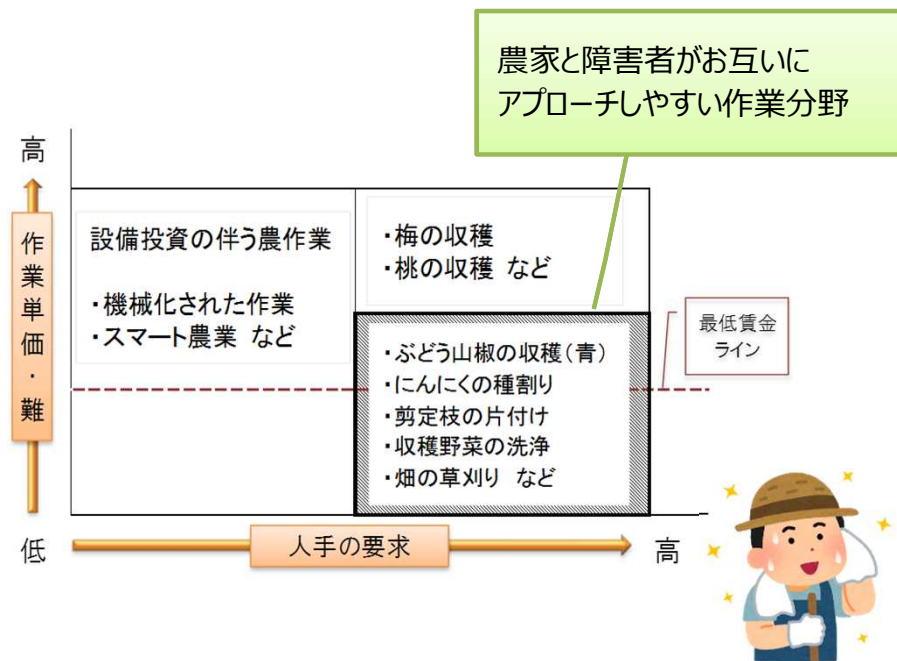 農家と障害者がお互いに
アプローチしやすい作業分野
高
作業単価・難
設備投資の伴う農作業
・機械化された作業
・スマート農業 など
・梅の収穫
・桃の収穫 など
最低賃金
ライン
・ぶどう山椒の収穫(青)
・にんにくの種割り
・剪定枝の片付け
・収穫野菜の洗浄
・畑の草刈り など
低
人手の要求
高